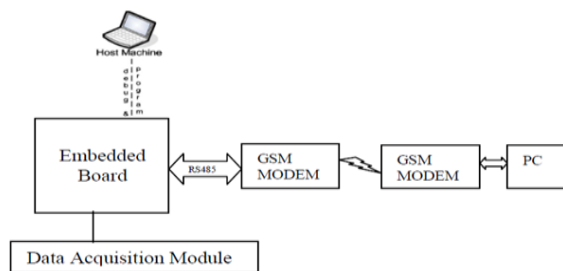 Host Machine
debug &
Program
Embedded
Board
RS485
GSM
MODEM
GSM
MODEM
PC
Data Acquisition Module